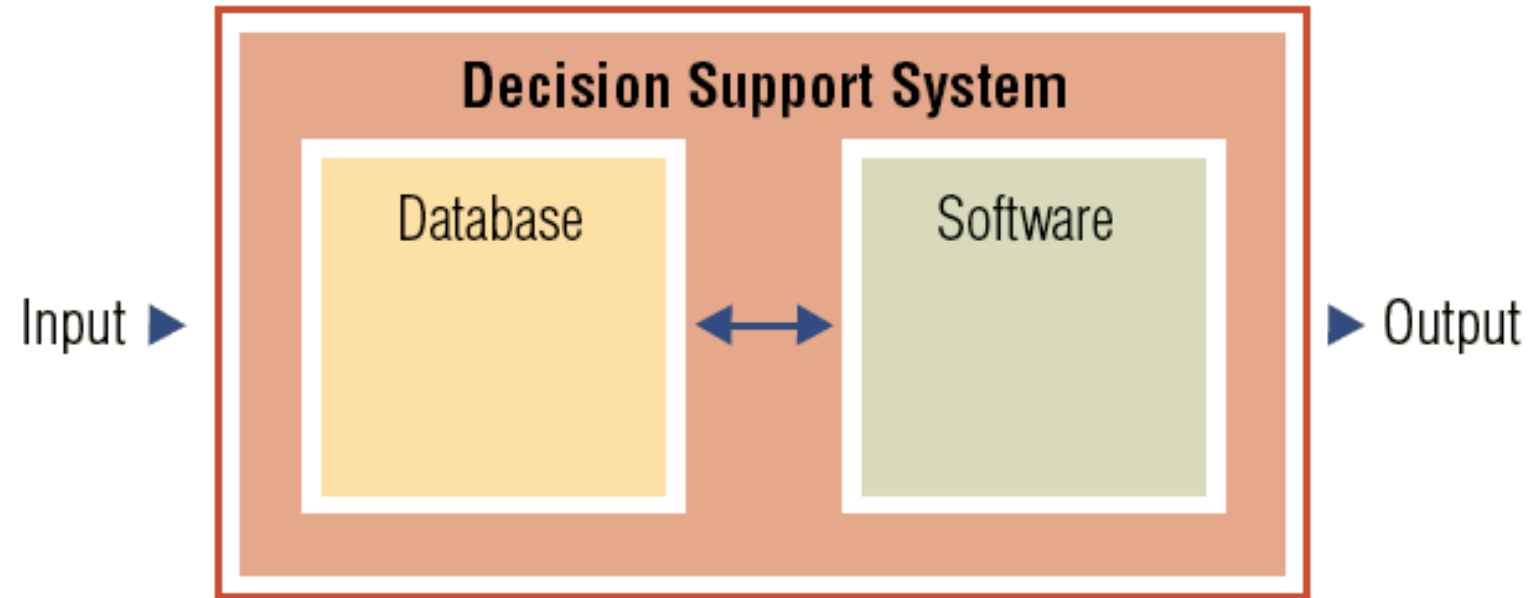 Decision Support System
Database
Software
Input
Output